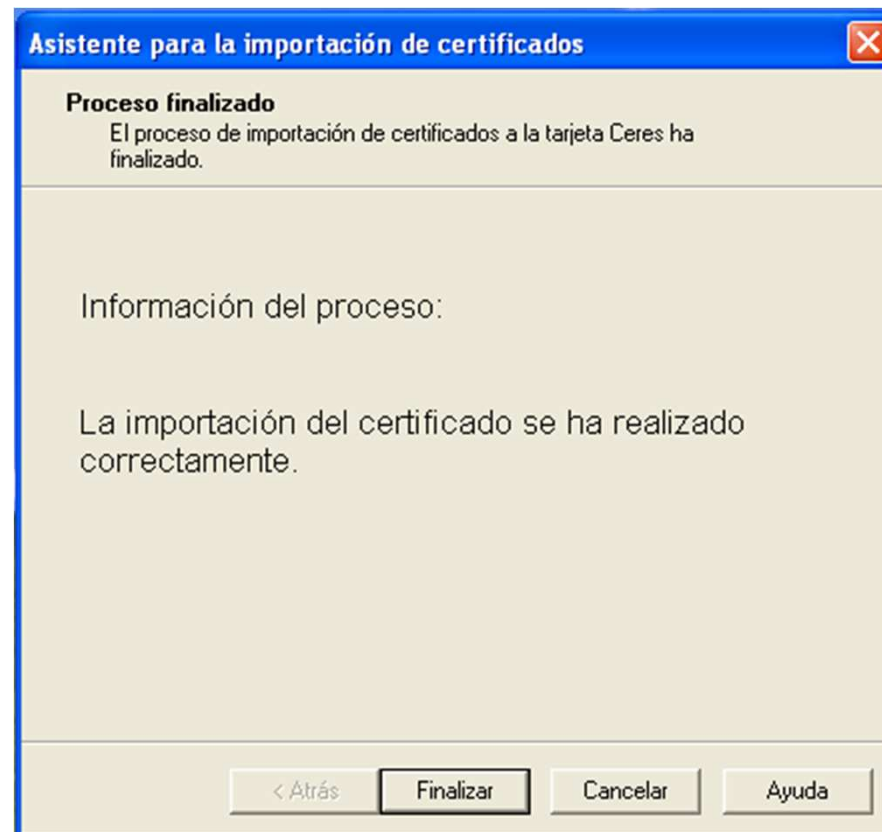 Asistente para la importación de certificados
Proceso finalizado
El proceso de importación de certificados a la tarjeta Ceres ha
finalizado.
Información del proceso:
La importación del certificado se ha realizado
correctamente.
< Atrás
Finalizar
Cancelar
Ayuda